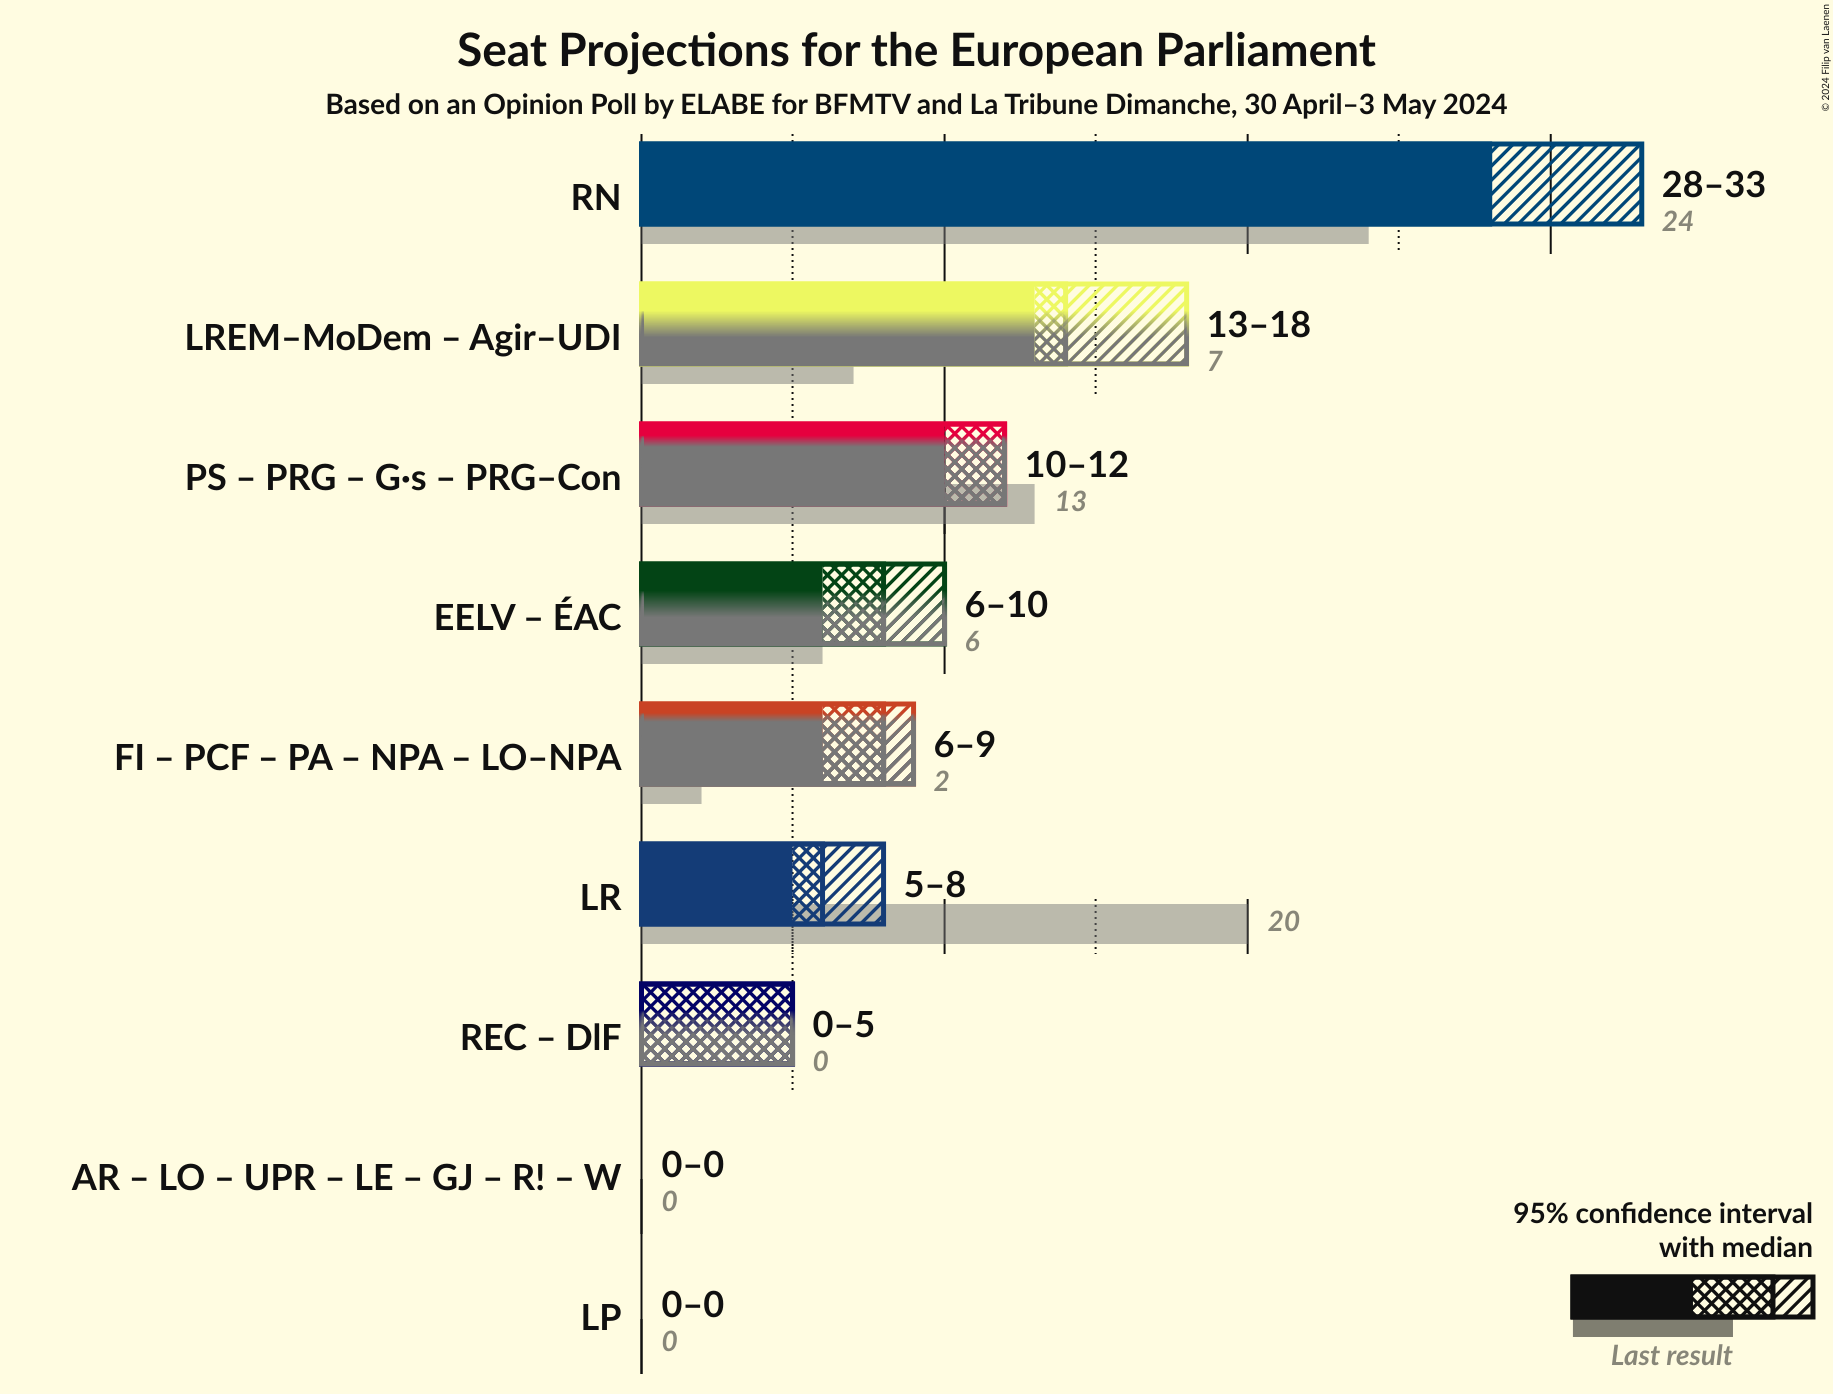 Seat Projections for the European Parliament
Based on an Opinion Poll by ELABE for BFMTV and La Tribune Dimanche, 30 April–3 May 2024
© 2024 Filip van Laenen
RN
28–33
24
LREM–MoDem – Agir–UDI
13–18
7
PS – PRG – G·s – PRG–Con
10–12
13
EELV – ÉAC
6–10
6
FI – PCF – PA – NPA – LO–NPA
6–9
2
LR
5–8
20
REC – DlF
0–5
0
AR – LO – UPR – LE – GJ – R! – W
0–0
0
LP
0–0
0
95% confidence interval
with median
Last result